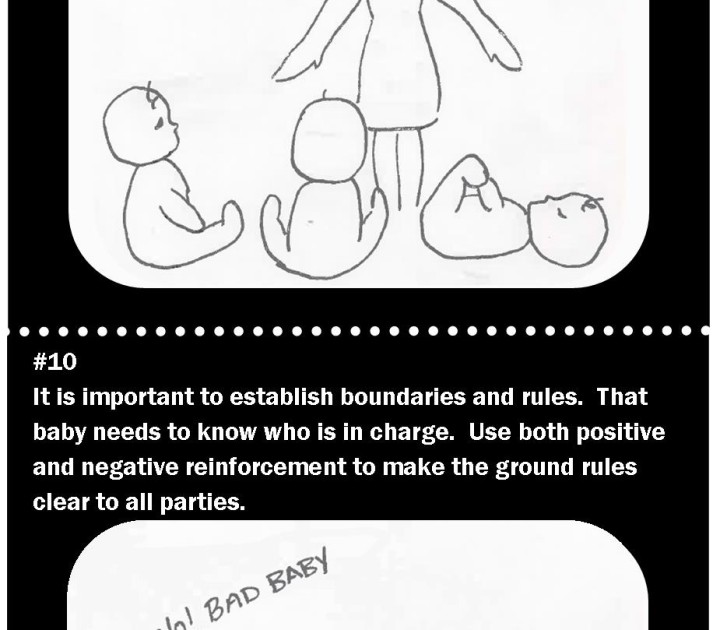 #10
It is important to establish boundaries and rules.  That
baby needs to know who is in charge.  Use both positive
and negative reinforcement to make the ground rules
clear to all parties.
No! BAD BABY